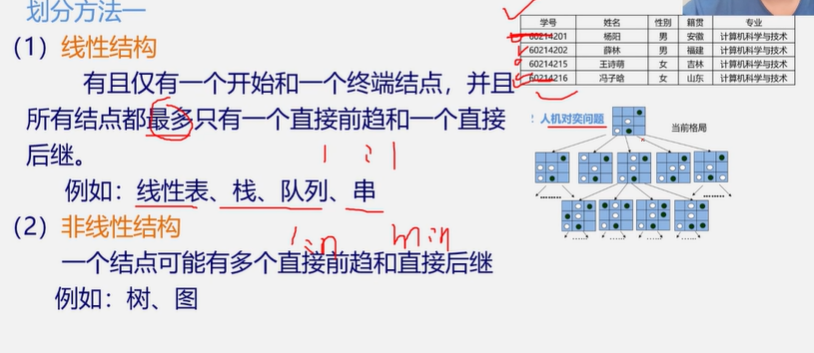 划分方法一
(1) 线性结构
有且仅有一个开始和一个终端结点，并且
所有结点都最多只有一个直接前趋和一个直接
后继。
1:1
例如：线性表、栈、队列、串
(2) 非线性结构
1:n m:n
一个结点可能有多个直接前趋和直接后继
例如：树、图
学号 姓名 性别 籍贯 专业
60214201 杨阳 男 安徽 计算机科学与技术
60214202 薛林 男 福建 计算机科学与技术
60214215 王诗萌 女 吉林 计算机科学与技术
60214216 冯子晗 女 山东 计算机科学与技术
人机对奕问题
当前格局
........ ........
...... ...... ...... ......